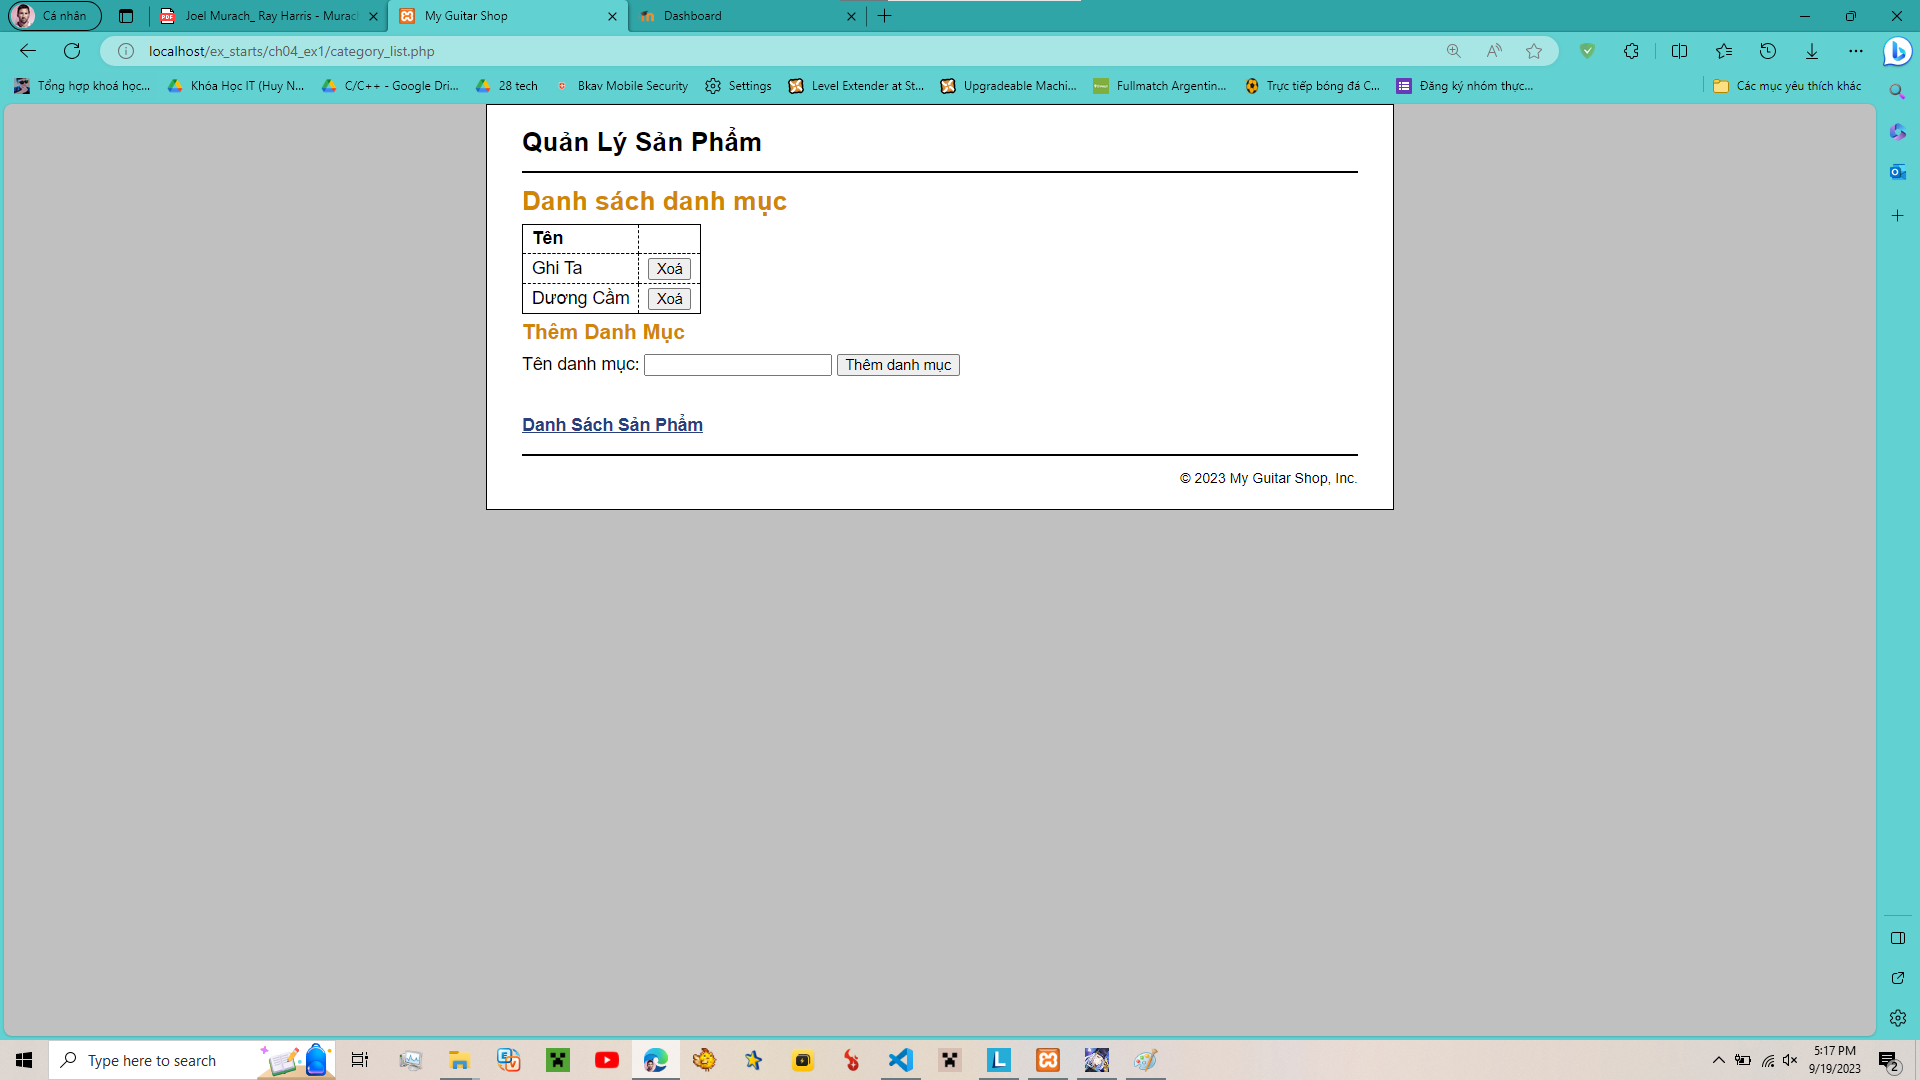 Cá nhân
Joel Murach_ Ray Harris - Murac
My Guitar Shop
Dashboard
localhost/ex_starts/ch04_ex1/category_list.php
Tổng hợp khoá học...
Khóa Học IT (Huy N...
C/C++ - Google Dri...
28 tech
Bkav Mobile Security
Settings
Level Extender at St...
Upgradeable Machi...
Fullmatch Argentin...
Trực tiếp bóng đá C...
Đăng ký nhóm thực...
Các mục yêu thích khác
Quản Lý Sản Phẩm
Danh sách danh mục
Tên
Ghi Ta Xoá
Dương Cầm Xoá
Thêm Danh Mục
Tên danh mục: Thêm danh mục
Danh Sách Sản Phẩm
© 2023 My Guitar Shop, Inc.
Type here to search
5:17 PM
9/19/2023
2